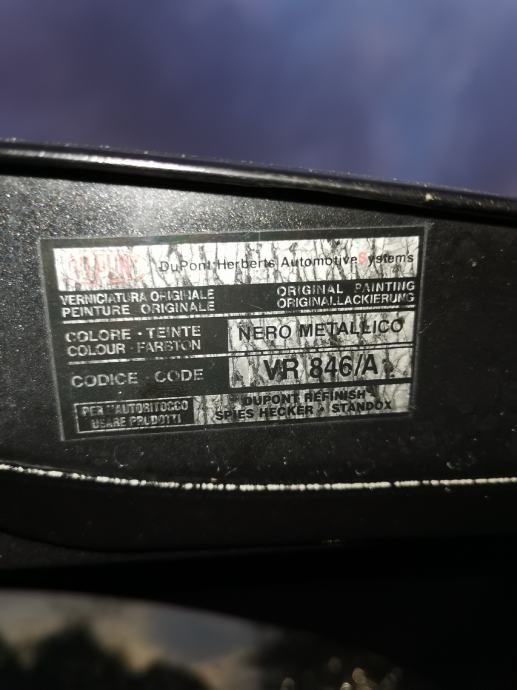 DUPONT DuPont Herberts Automotive Systems
VERNICIATURA ORIGINALE ORIGINAL PAINTING
PEINTURE ORIGINALE ORIGINALLACKIERUNG
COLORE - TEINTE NERO METALLICO
COLOUR FARBTON
CODICE CODE VR 846/A
PER L'AUTORITOCCO DUPONT REFINISH
USARE PRODOTTI SPIES HECKER - STANDOX